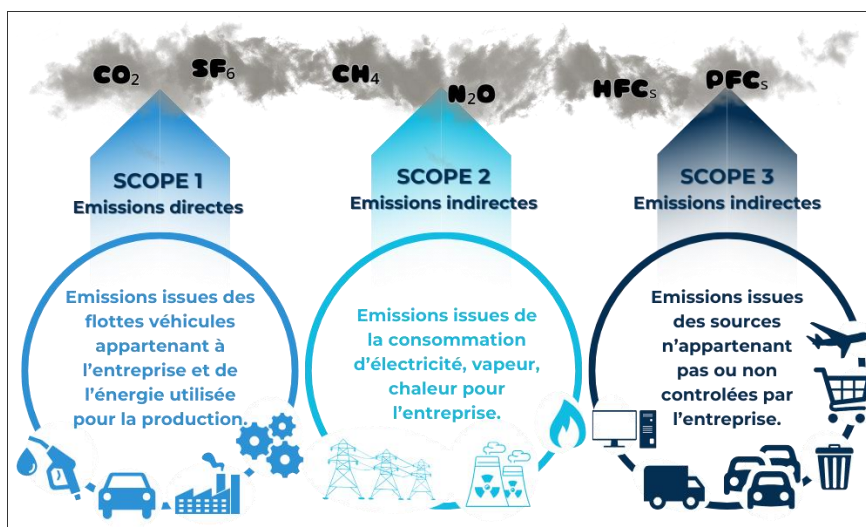 CO₂
SF₆
CH₄
N₂O
HFCs
PFCs
SCOPE 1
Emissions directes
SCOPE 2
Emissions indirectes
SCOPE 3
Emissions indirectes
Emissions issues des
flottes véhicules
appartenant à
l'entreprise et de
l'énergie utilisée
pour la production.
Emissions issues de
la consommation
d'électricité, vapeur,
chaleur pour
l'entreprise.
Emissions issues
des sources
n'appartenant
pas ou non
controlées par
l'entreprise.